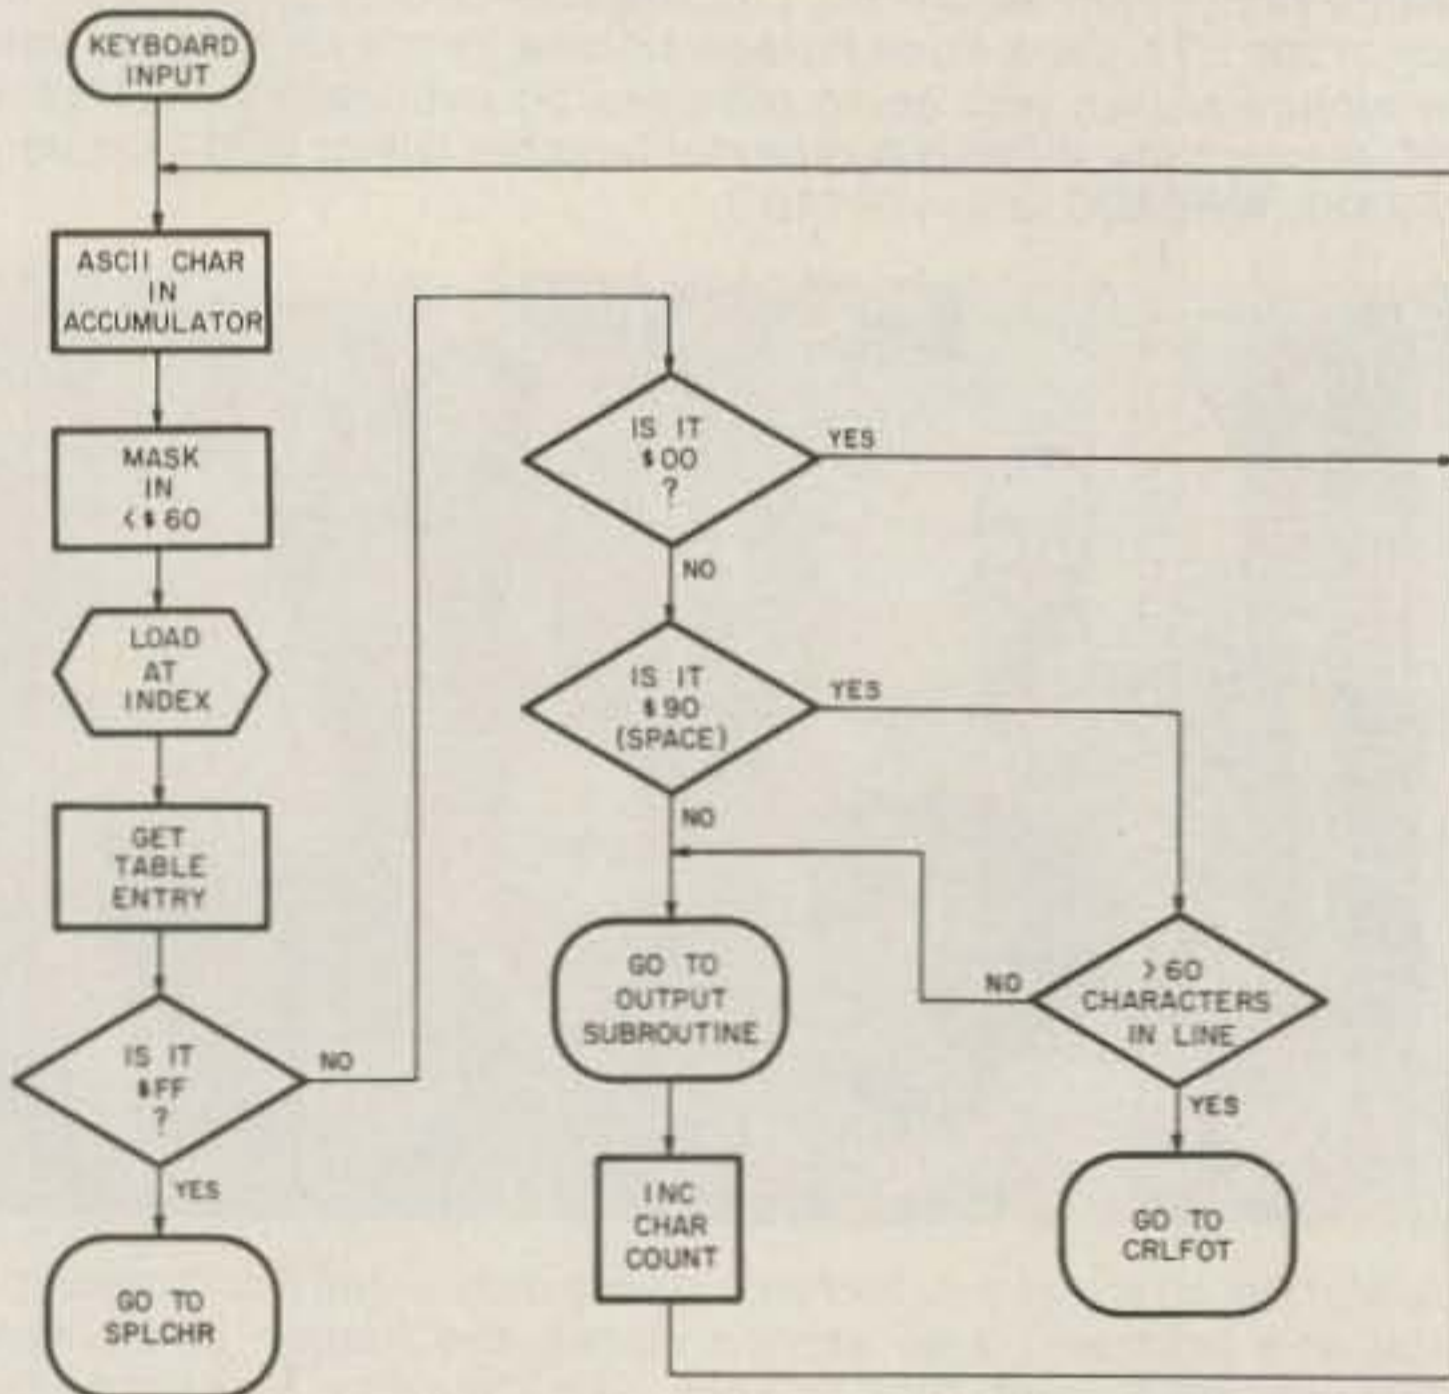 KEYBOARD
INPUT
ASCII CHAR
IN
ACCUMULATOR
MASK
IN
<$60
LOAD
AT
INDEX
GET
TABLE
ENTRY
IS IT
$FF
?
NO
YES
GO TO
SPLCHR
IS IT
$00
?
YES
NO
IS IT
$90
(SPACE)
YES
NO
GO TO
OUTPUT
SUBROUTINE
INC
CHAR
COUNT
>60
CHARACTERS
IN LINE
NO
YES
GO TO
CRLFOT